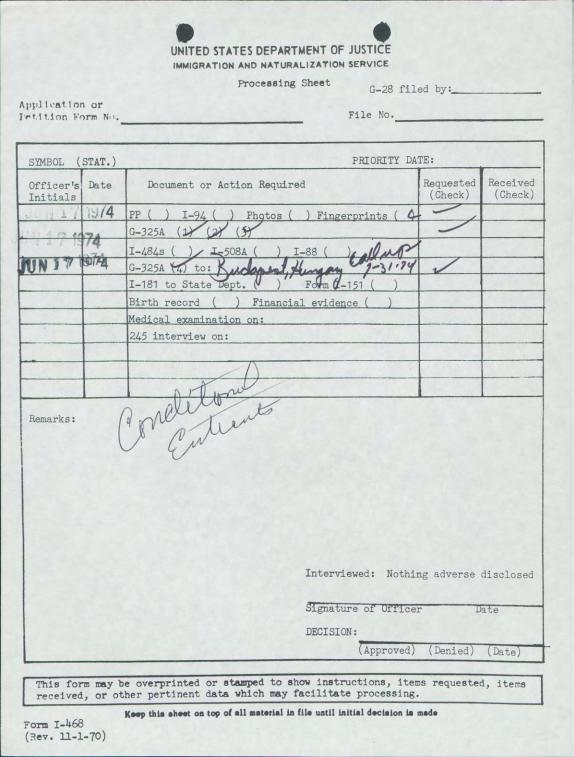 UNITED STATES DEPARTMENT OF JUSTICE
IMMIGRATION AND NATURALIZATION SERVICE
Processing Sheet
G-28 filed by:
Application or
Petition Form No.
File No.
SYMBOL (STAT.) PRIORITY DATE:
Officer's Initials Date Document or Action Required Requested (Check) Received (Check)
JUN 17 1974 PP ( ) I-94 ( ) Photos ( ) Fingerprints ( 4
JUN 17 1974 G-325A (1) (2) (3)
I-484s ( ) I-508A ( ) I-88 ( ) Call up
JUN 17 1974 G-325A (4) to: Budapest, Hungary 7-31-74
I-181 to State Dept. ( ) Form I-151 ( )
Birth record ( ) Financial evidence ( )
Medical examination on:
245 interview on:
Remarks:
Conditional
Entrants
Interviewed: Nothing adverse disclosed
Signature of Officer Date
DECISION:
(Approved) (Denied) (Date)
This form may be overprinted or stamped to show instructions, items requested, items
received, or other pertinent data which may facilitate processing.
Keep this sheet on top of all material in file until initial decision is made
Form I-468
(Rev. 11-1-70)